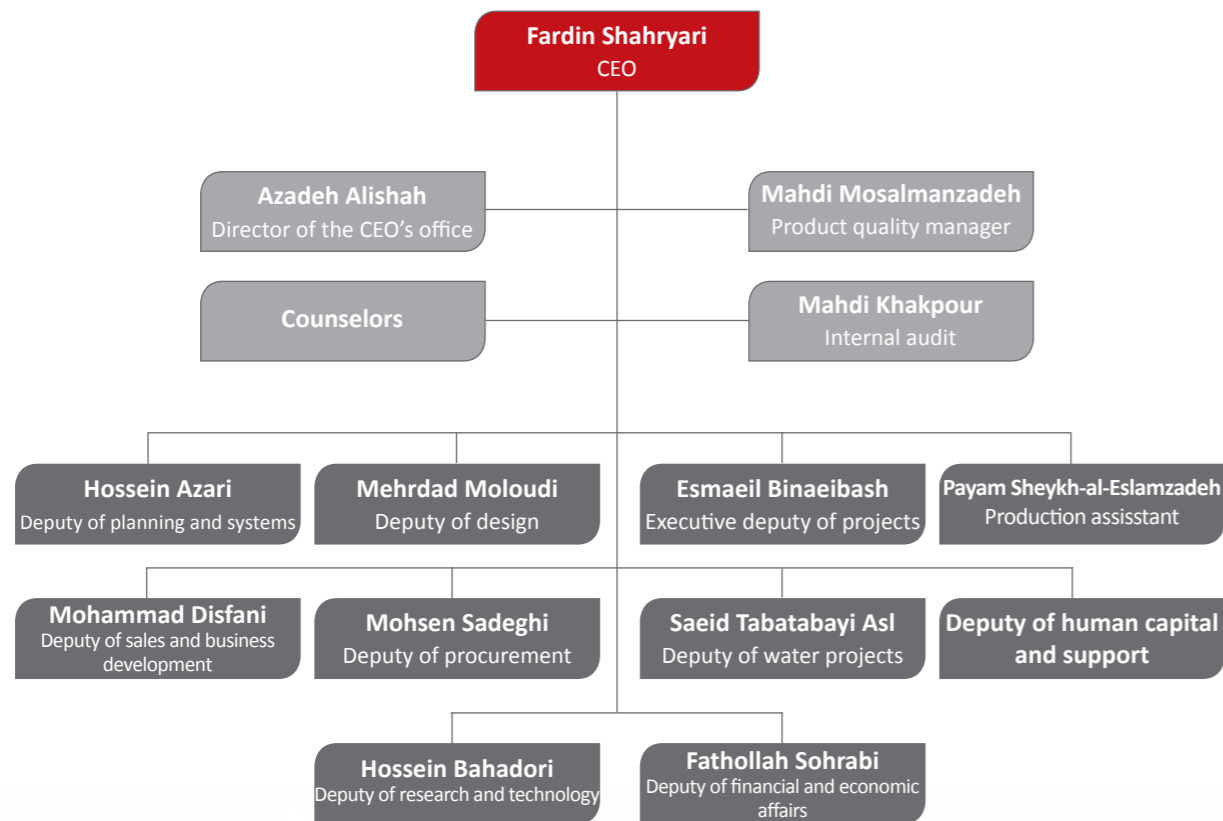 Fardin Shahryari
CEO
Azadeh Alishah
Director of the CEO's office
Mahdi Mosalmanzadeh
Product quality manager
Counselors
Mahdi Khakpour
Internal audit
Hossein Azari
Deputy of planning and systems
Mehrdad Moloudi
Deputy of design
Esmaeil Binaeibash
Executive deputy of projects
Payam Sheykh-al-Eslamzadeh
Production assisstant
Mohammad Disfani
Deputy of sales and business
development
Mohsen Sadeghi
Deputy of procurement
Saeid Tabatabayi Asl
Deputy of water projects
Deputy of human capital
and support
Hossein Bahadori
Deputy of research and technology
Fathollah Sohrabi
Deputy of financial and economic
affairs